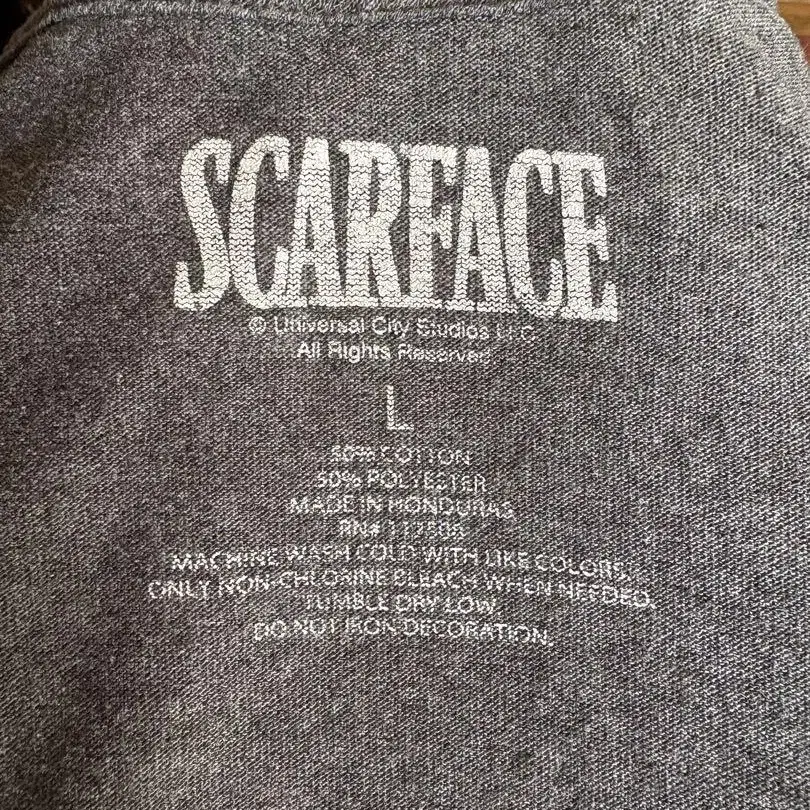 SCARFACE
© Universal City Studios LLC
All Rights Reserved
L
50% COTTON
50% POLYESTER
MADE IN HONDURAS
RN#
MACHINE WASH COLD WITH LIKE COLORS.
ONLY NON-CHLORINE BLEACH WHEN NEEDED.
TUMBLE DRY LOW.
DO NOT IRON DECORATION.